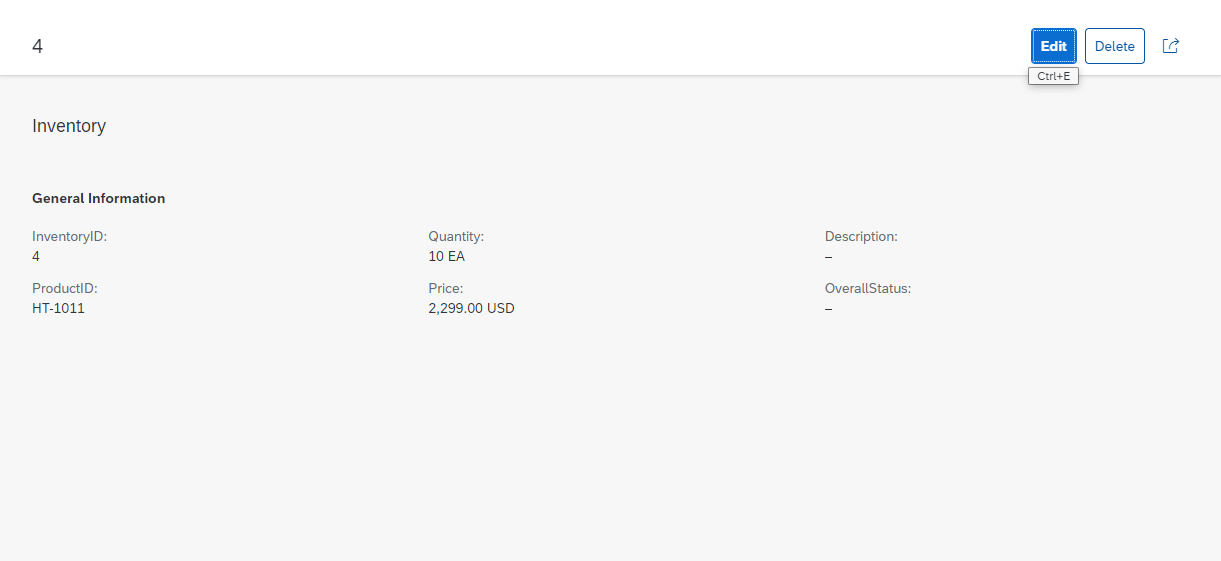 4
Edit
Delete
Ctrl+E
Inventory
General Information
InventoryID:
4
Quantity:
10 EA
Description:
–
ProductID:
HT-1011
Price:
2,299.00 USD
OverallStatus:
–